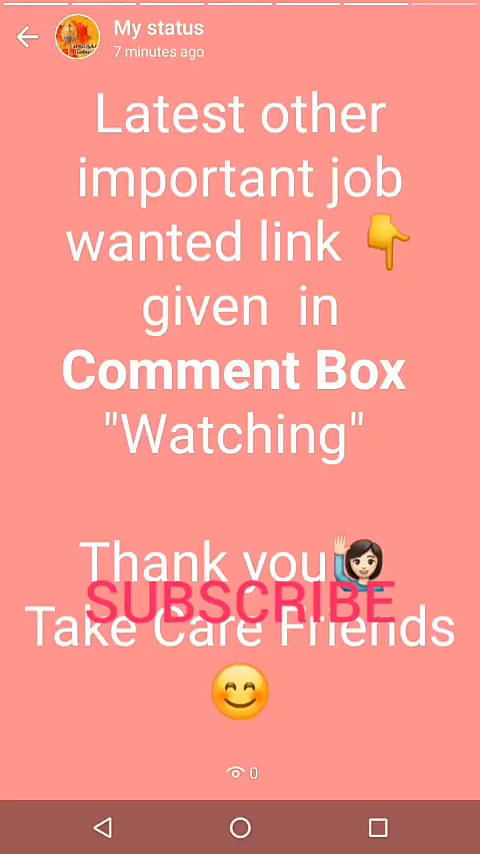 My status
7 minutes ago
Latest other
important job
wanted link 👇
given in
Comment Box
"Watching"
Thank you🙋🏻‍♀️
SUBSCRIBE
Take Care Friends
😊
0